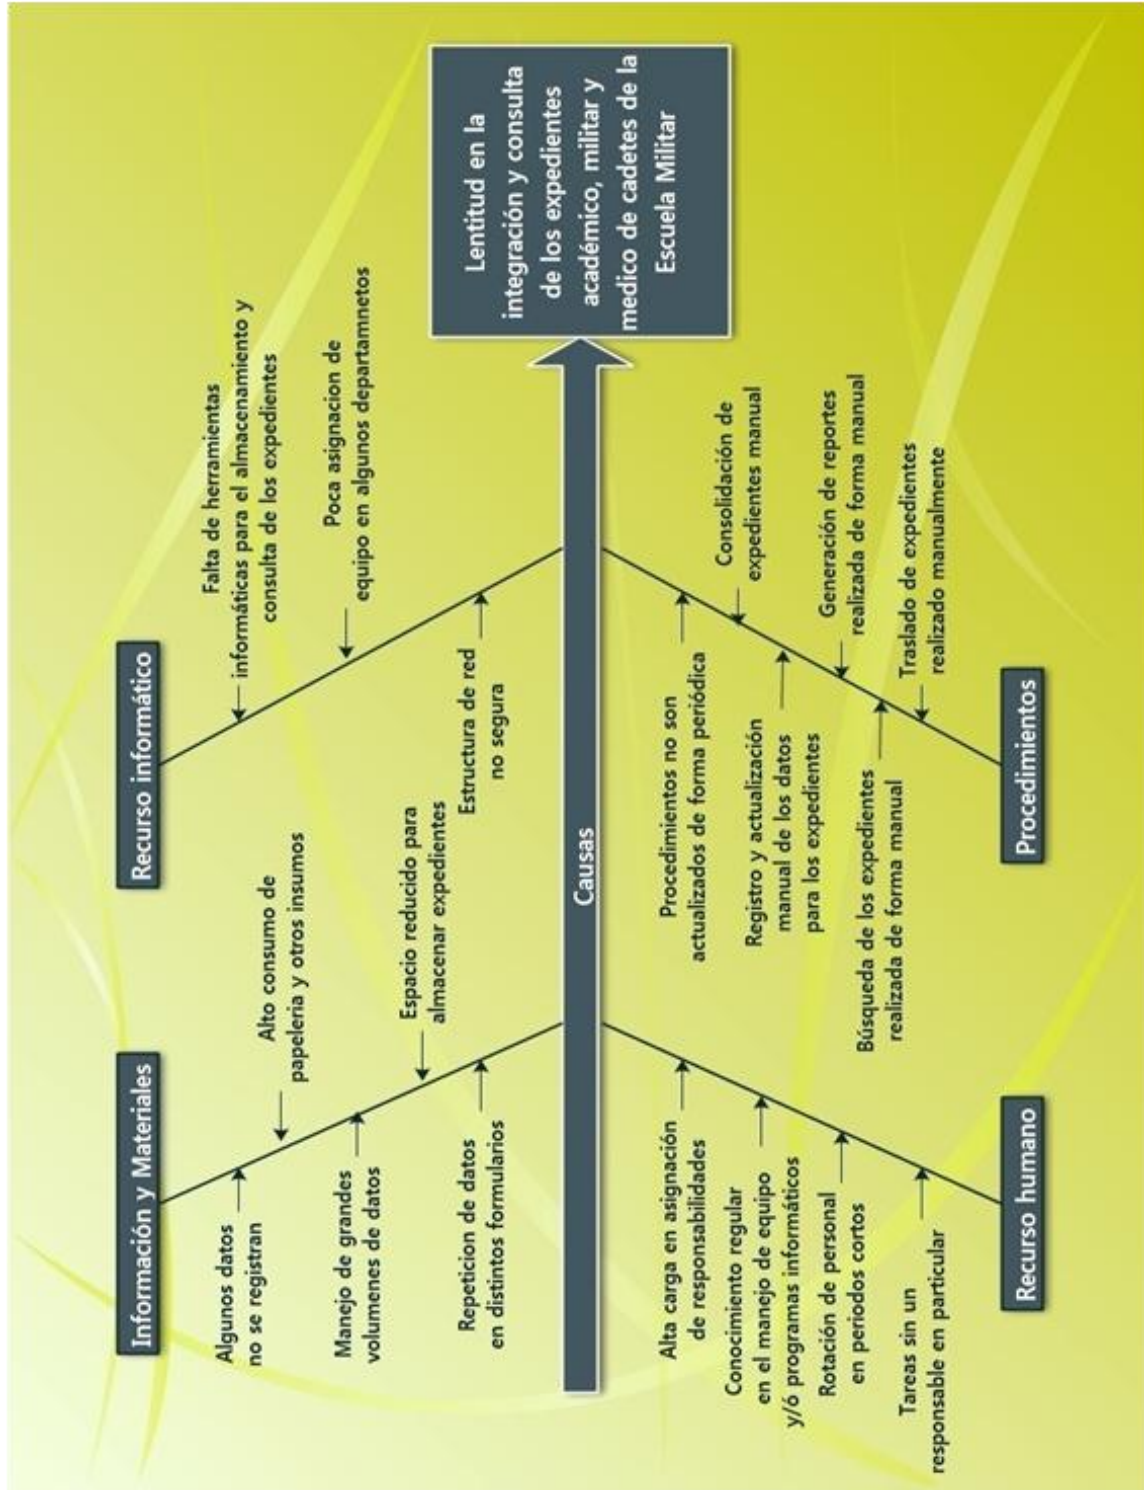 Información y Materiales
Algunos datos
no se registran
Alto consumo de
papeleria y otros insumos
Manejo de grandes
volumenes de datos
Espacio reducido para
almacenar expedientes
Repeticion de datos
en distintos formularios
Recurso informático
Falta de herramientas
informáticas para el almacenamiento y
consulta de los expedientes
Poca asignacion de
equipo en algunos departamnetos
Estructura de red
no segura
Causas
Lentitud en la
integración y consulta
de los expedientes
académico, militar y
medico de cadetes de la
Escuela Militar
Alta carga en asignación
de responsabilidades
Conocimiento regular
en el manejo de equipo
y/ó programas informáticos
Rotación de personal
en periodos cortos
Tareas sin un
responsable en particular
Recurso humano
Procedimientos no son
actualizados de forma periódica
Consolidación de
expedientes manual
Registro y actualización
manual de los datos
para los expedientes
Generación de reportes
realizada de forma manual
Búsqueda de los expedientes
realizada de forma manual
Traslado de expedientes
realizado manualmente
Procedimientos